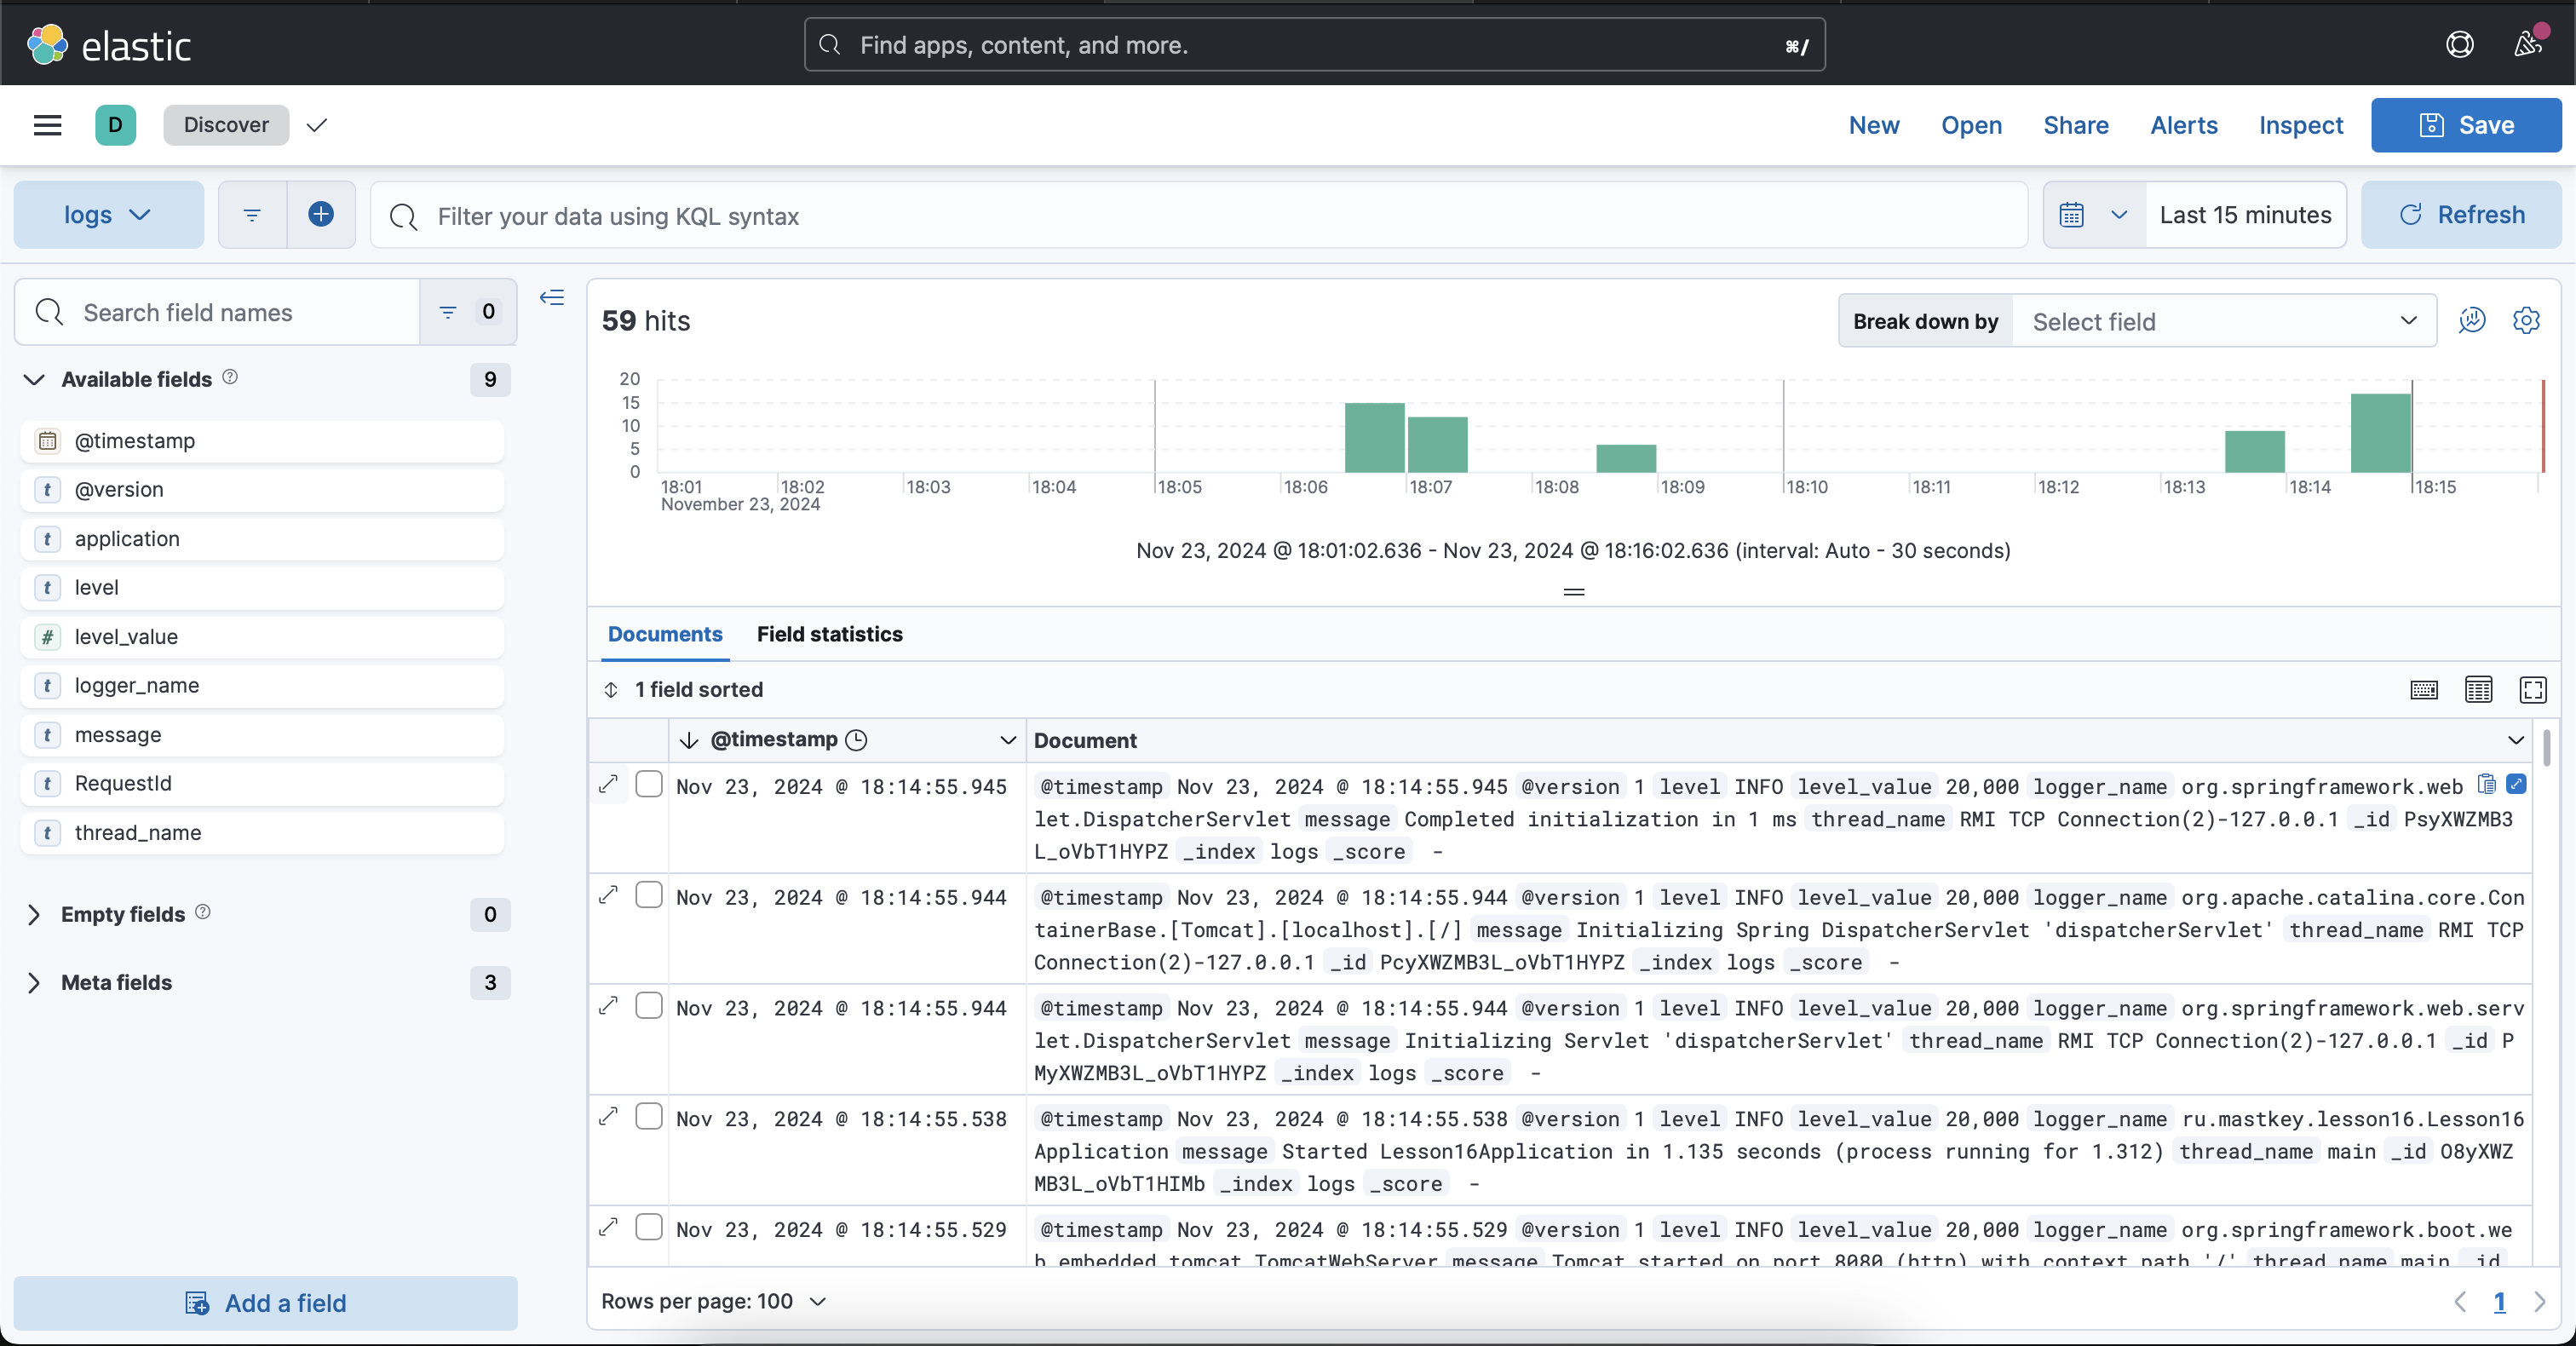 elastic
Find apps, content, and more.
⌘/
D
Discover
New
Open
Share
Alerts
Inspect
Save
logs
Filter your data using KQL syntax
Last 15 minutes
Refresh
Search field names
0
Available fields
9
@timestamp
t @version
t application
t level
# level_value
t logger_name
t message
t RequestId
t thread_name
Empty fields
0
Meta fields
3
Add a field
59 hits
Break down by
Select field
20
15
10
5
0
18:01 18:02 18:03 18:04 18:05 18:06 18:07 18:08 18:09 18:10 18:11 18:12 18:13 18:14 18:15
November 23, 2024
Nov 23, 2024 @ 18:01:02.636 - Nov 23, 2024 @ 18:16:02.636 (interval: Auto - 30 seconds)
Documents
Field statistics
1 field sorted
@timestamp
Document
Nov 23, 2024 @ 18:14:55.945
@timestamp Nov 23, 2024 @ 18:14:55.945 @version 1 level INFO level_value 20,000 logger_name org.springframework.web
let.DispatcherServlet message Completed initialization in 1 ms thread_name RMI TCP Connection(2)-127.0.0.1 _id PsyXWZMB3
L_oVbT1HYPZ _index logs _score -
Nov 23, 2024 @ 18:14:55.944
@timestamp Nov 23, 2024 @ 18:14:55.944 @version 1 level INFO level_value 20,000 logger_name org.apache.catalina.core.Con
tainerBase.[Tomcat].[localhost].[/] message Initializing Spring DispatcherServlet 'dispatcherServlet' thread_name RMI TCP
Connection(2)-127.0.0.1 _id PcyXWZMB3L_oVbT1HYPZ _index logs _score -
Nov 23, 2024 @ 18:14:55.944
@timestamp Nov 23, 2024 @ 18:14:55.944 @version 1 level INFO level_value 20,000 logger_name org.springframework.web.serv
let.DispatcherServlet message Initializing Servlet 'dispatcherServlet' thread_name RMI TCP Connection(2)-127.0.0.1 _id P
MyXWZMB3L_oVbT1HYPZ _index logs _score -
Nov 23, 2024 @ 18:14:55.538
@timestamp Nov 23, 2024 @ 18:14:55.538 @version 1 level INFO level_value 20,000 logger_name ru.mastkey.lesson16.Lesson16
Application message Started Lesson16Application in 1.135 seconds (process running for 1.312) thread_name main _id O8yXWZ
MB3L_oVbT1HIMb _index logs _score -
Nov 23, 2024 @ 18:14:55.529
@timestamp Nov 23, 2024 @ 18:14:55.529 @version 1 level INFO level_value 20,000 logger_name org.springframework.boot.we
b.embedded.tomcat.TomcatWebServer message Tomcat started on port 8080 (http) with context path '/' thread_name main _id
Rows per page: 100
1